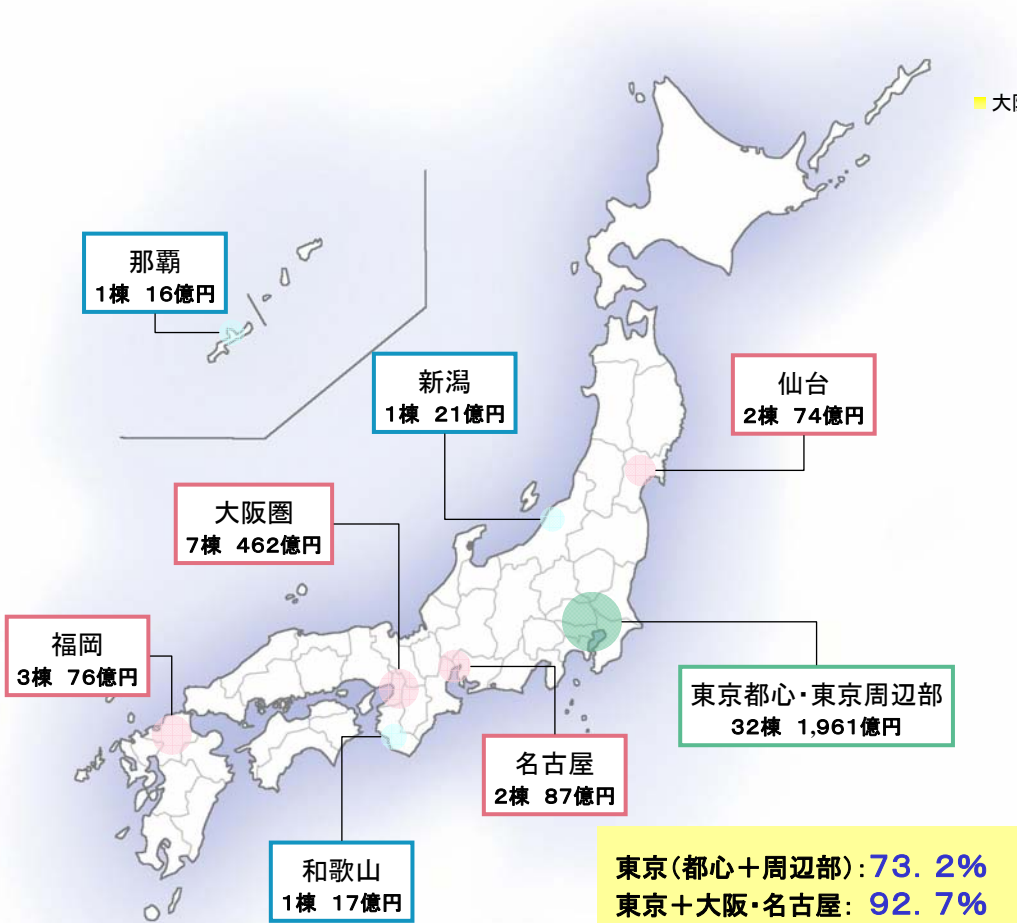 大阪
那覇
1棟 16億円
新潟
1棟 21億円
仙台
2棟 74億円
大阪圏
7棟 462億円
福岡
3棟 76億円
東京都心・東京周辺部
32棟 1,961億円
名古屋
2棟 87億円
和歌山
1棟 17億円
東京(都心+周辺部):73.2%
東京+大阪・名古屋: 92.7%